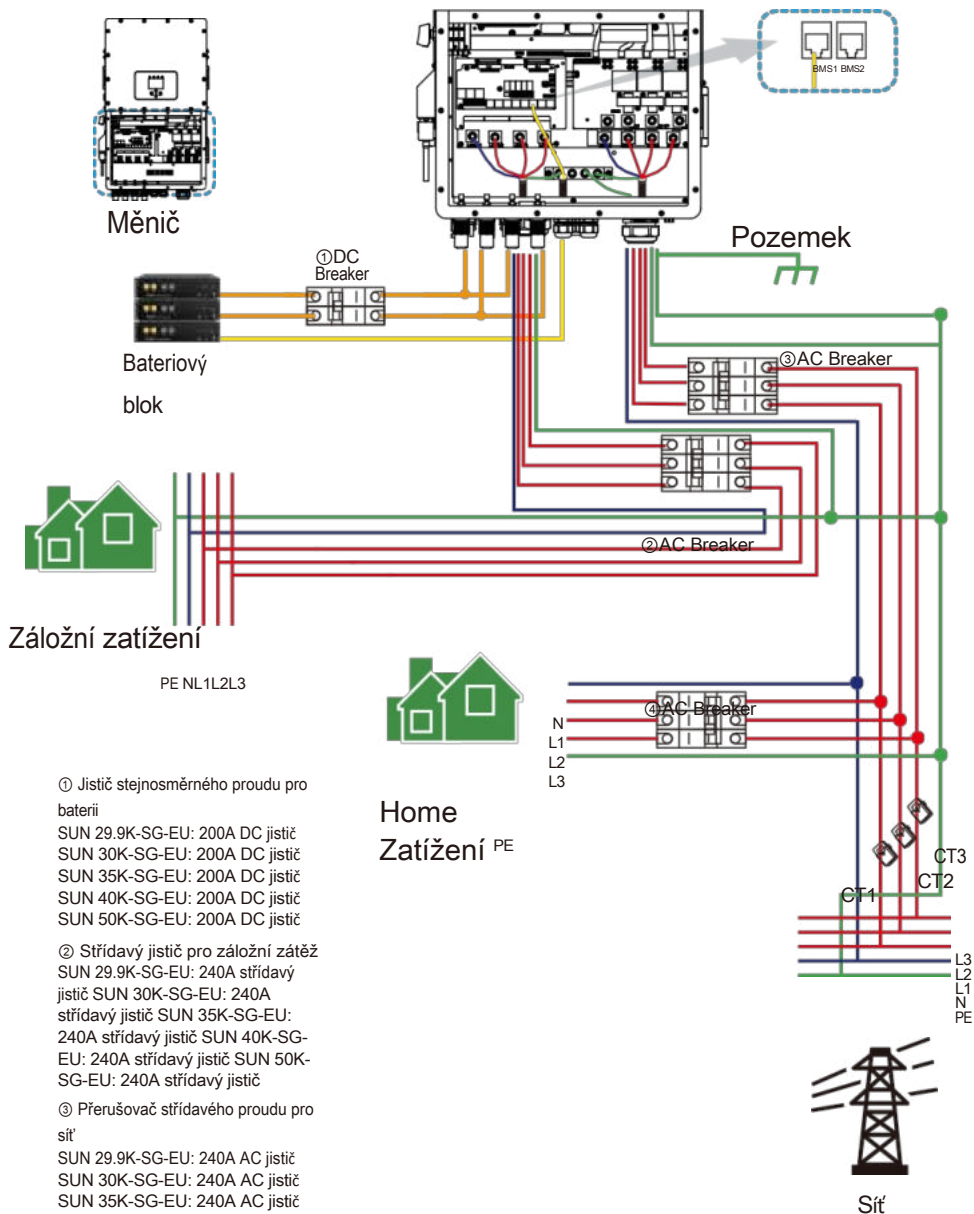 BMS1 BMS2
Měnič
Pozemek
①DC
Breaker
Bateriový
blok
③AC Breaker
②AC Breaker
Záložní zatížení
PE NL1L2L3
④AC Breaker
N
L1
L2
L3
Home
Zatížení PE
① Jistič stejnosměrného proudu pro
baterii
SUN 29.9K-SG-EU: 200A DC jistič
SUN 30K-SG-EU: 200A DC jistič
SUN 35K-SG-EU: 200A DC jistič
SUN 40K-SG-EU: 200A DC jistič
SUN 50K-SG-EU: 200A DC jistič
② Střídavý jistič pro záložní zátěž
SUN 29.9K-SG-EU: 240A střídavý
jistič SUN 30K-SG-EU: 240A
střídavý jistič SUN 35K-SG-EU:
240A střídavý jistič SUN 40K-SG-
EU: 240A střídavý jistič SUN 50K-
SG-EU: 240A střídavý jistič
③ Přerušovač střídavého proudu pro
síť
SUN 29.9K-SG-EU: 240A AC jistič
SUN 30K-SG-EU: 240A AC jistič
SUN 35K-SG-EU: 240A AC jistič
CT3
CT2
CT1
L3
L2
L1
N
PE
Síť